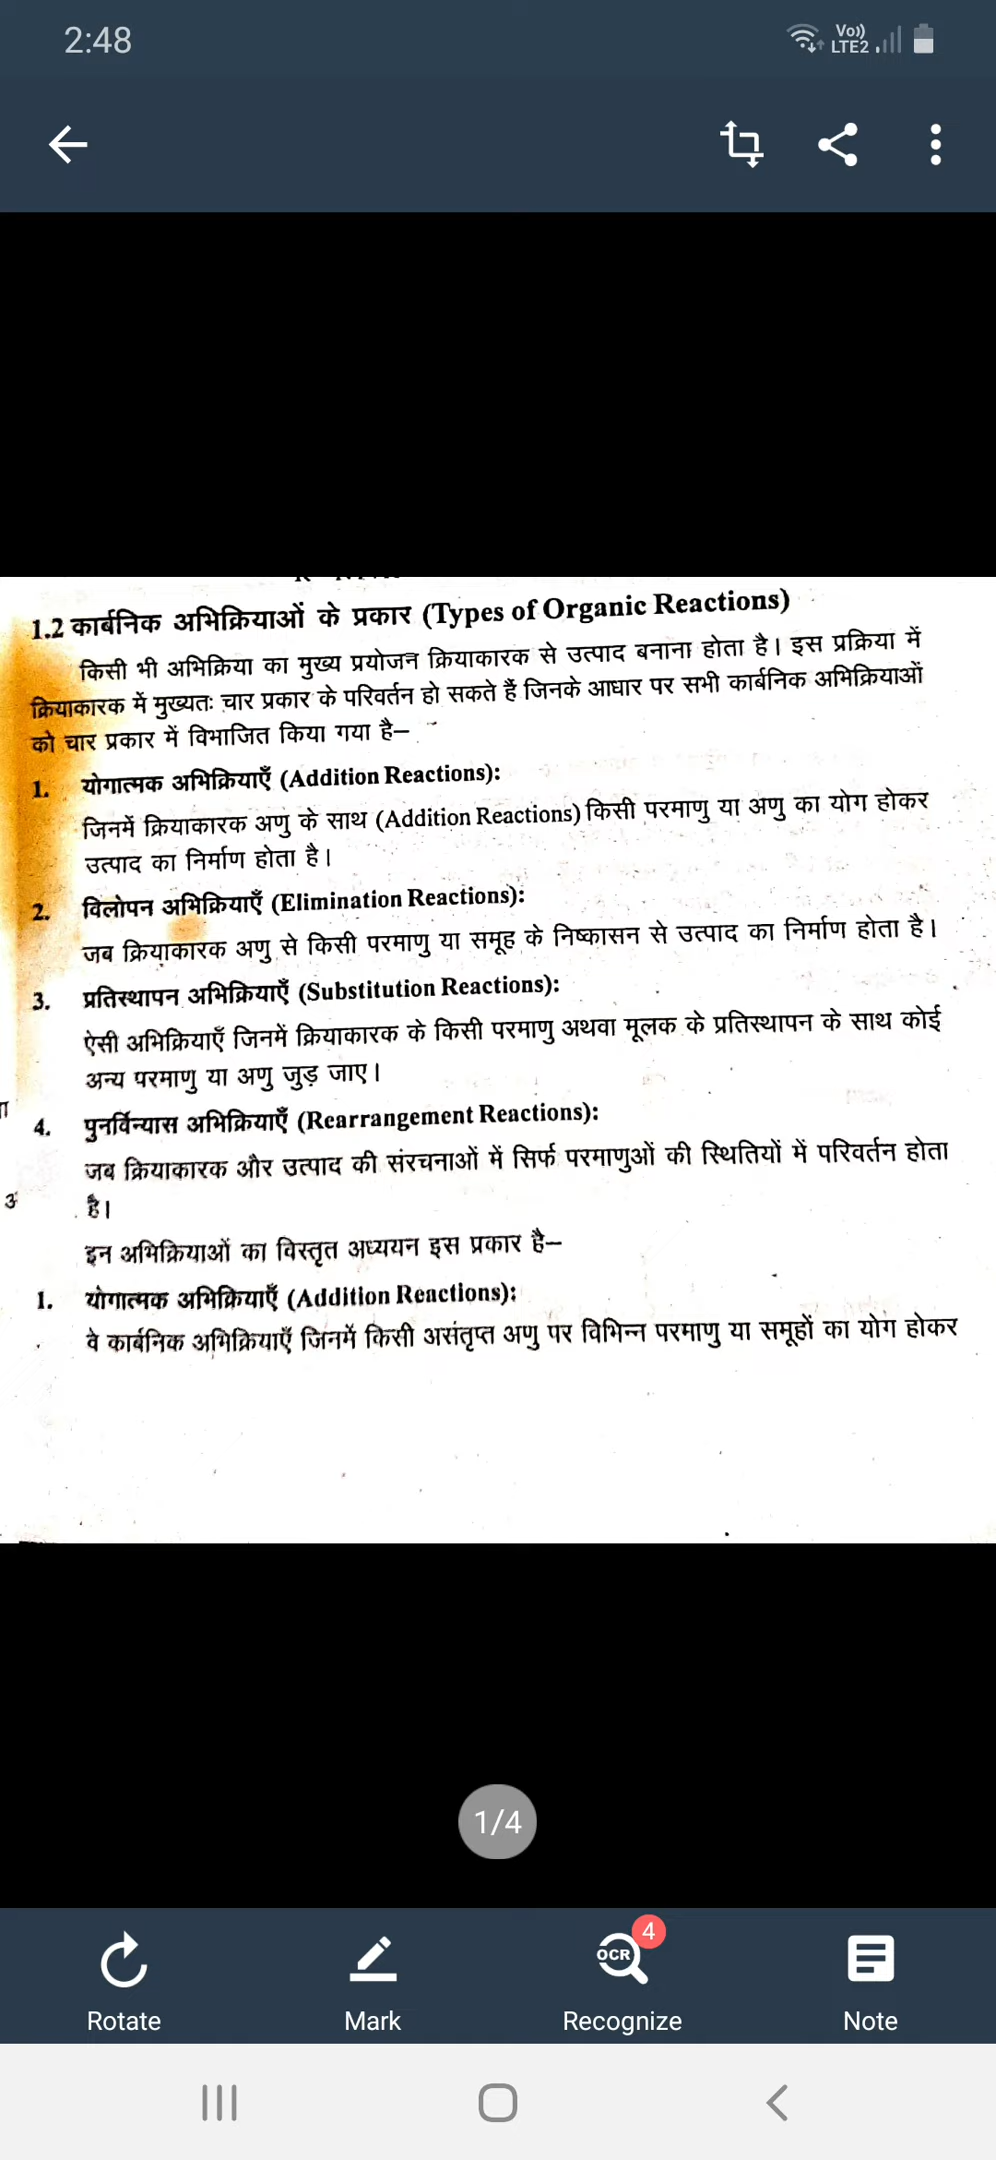 2:48
Vo)) LTE2
1.2 कार्बनिक अभिक्रियाओं के प्रकार (Types of Organic Reactions)
किसी भी अभिक्रिया का मुख्य प्रयोजन क्रियाकारक से उत्पाद बनाना होता है। इस प्रक्रिया में
क्रियाकारक में मुख्यतः चार प्रकार के परिवर्तन हो सकते हैं जिनके आधार पर सभी कार्बनिक अभिक्रियाओं
को चार प्रकार में विभाजित किया गया है–
1. योगात्मक अभिक्रियाएँ (Addition Reactions):
जिनमें क्रियाकारक अणु के साथ (Addition Reactions) किसी परमाणु या अणु का योग होकर
उत्पाद का निर्माण होता है।
2. विलोपन अभिक्रियाएँ (Elimination Reactions):
जब क्रियाकारक अणु से किसी परमाणु या समूह के निष्कासन से उत्पाद का निर्माण होता है।
3. प्रतिस्थापन अभिक्रियाएँ (Substitution Reactions):
ऐसी अभिक्रियाएँ जिनमें क्रियाकारक के किसी परमाणु अथवा मूलक के प्रतिस्थापन के साथ कोई
अन्य परमाणु या अणु जुड़ जाए।
4. पुनर्विन्यास अभिक्रियाएँ (Rearrangement Reactions):
जब क्रियाकारक और उत्पाद की संरचनाओं में सिर्फ परमाणुओं की स्थितियों में परिवर्तन होता
है।
इन अभिक्रियाओं का विस्तृत अध्ययन इस प्रकार है–
1. योगात्मक अभिक्रियाएँ (Addition Reactions):
वे कार्बनिक अभिक्रियाएँ जिनमें किसी असंतृप्त अणु पर विभिन्न परमाणु या समूहों का योग होकर
1/4
4
OCR
Rotate Mark Recognize Note